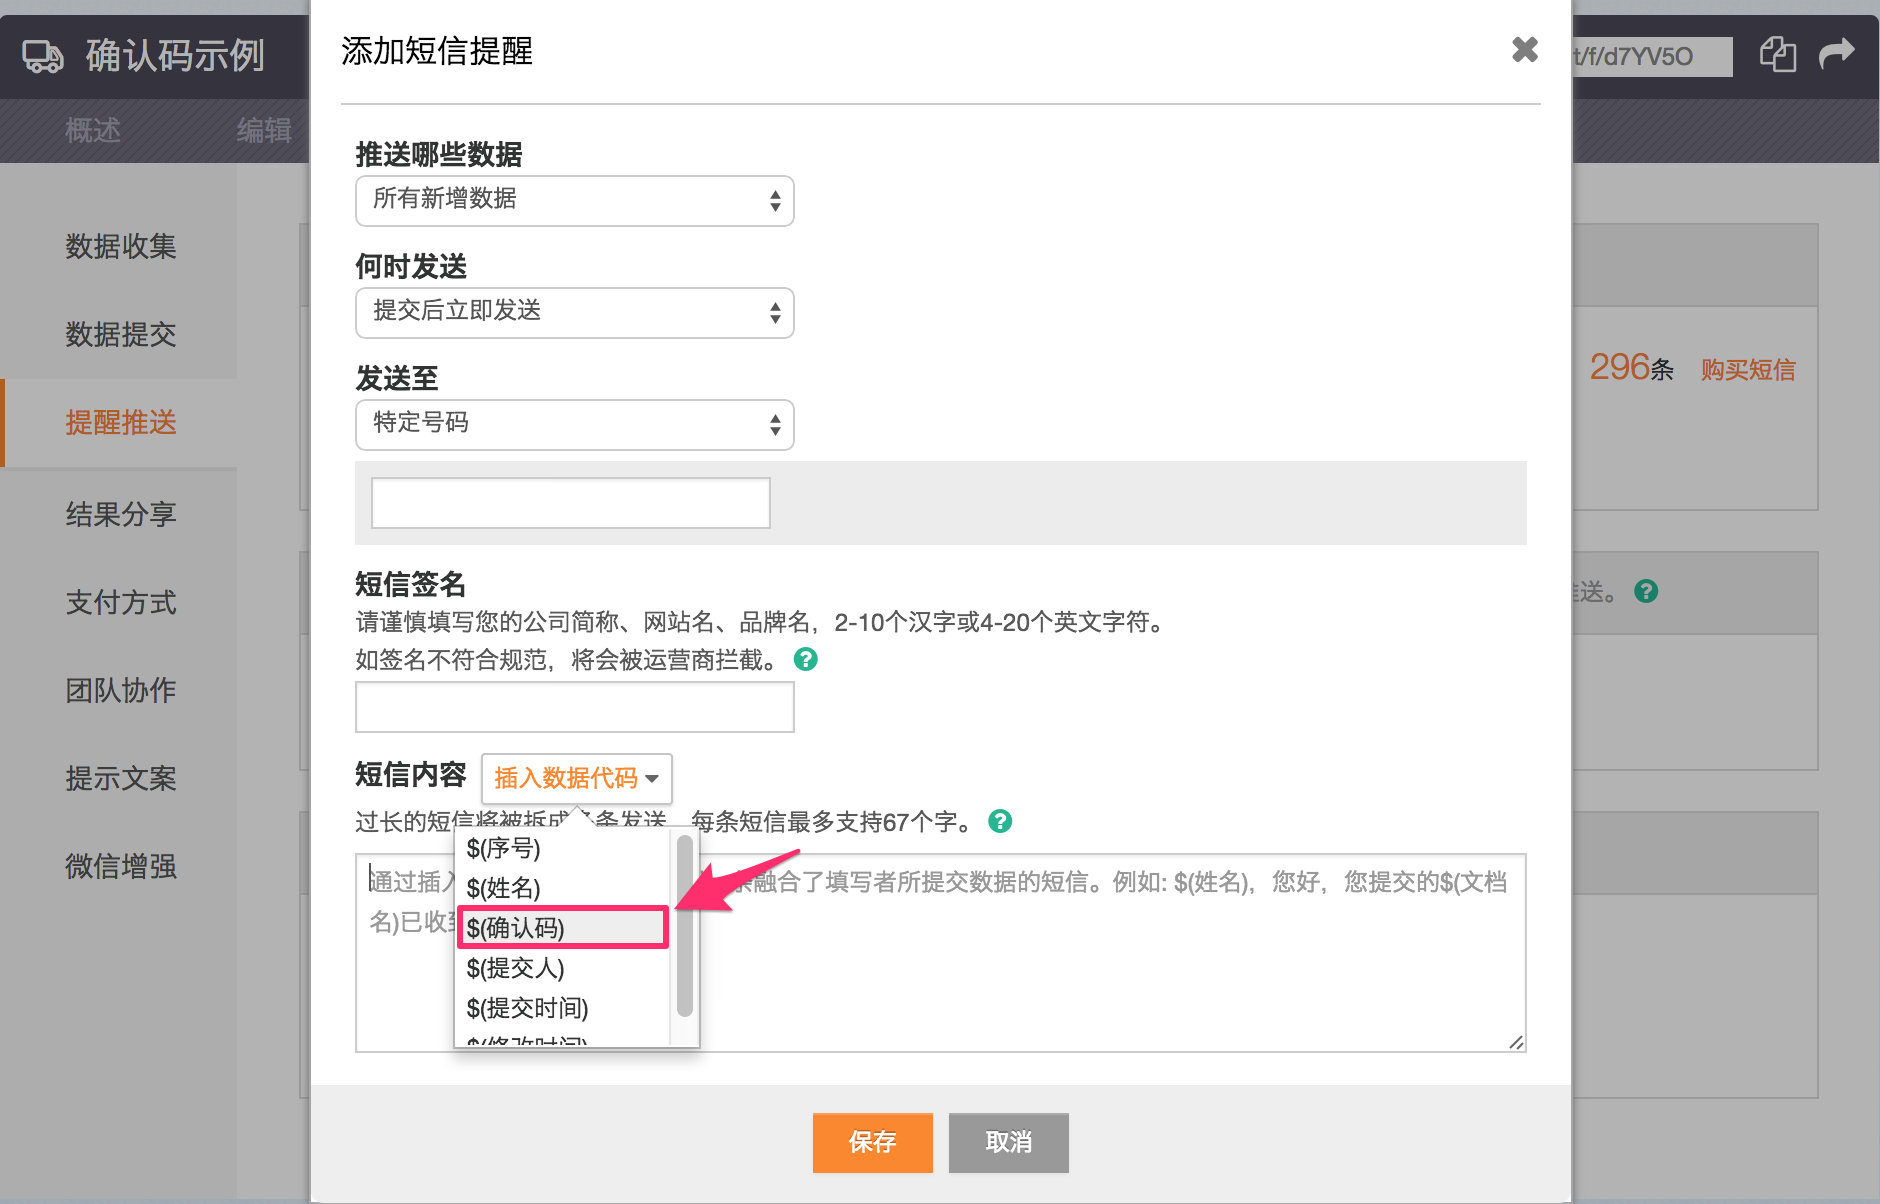 确认码示例
添加短信提醒
t/f/d7YV5O
概述
编辑
数据收集
数据提交
提醒推送
结果分享
支付方式
团队协作
提示文案
微信增强
推送哪些数据
所有新增数据
何时发送
提交后立即发送
发送至
特定号码
296条 购买短信
短信签名
请谨慎填写您的公司简称、网站名、品牌名，2-10个汉字或4-20个英文字符。
如签名不符合规范，将会被运营商拦截。
送。
短信内容
插入数据代码
过长的短信将被拆成多条发送，每条短信最多支持67个字。
$(序号)
$(姓名)
$(确认码)
$(提交人)
$(提交时间)
$(修改时间)
通过插入
融合了填写者所提交数据的短信。例如: $(姓名)，您好，您提交的$(文档
名)已收到
保存
取消